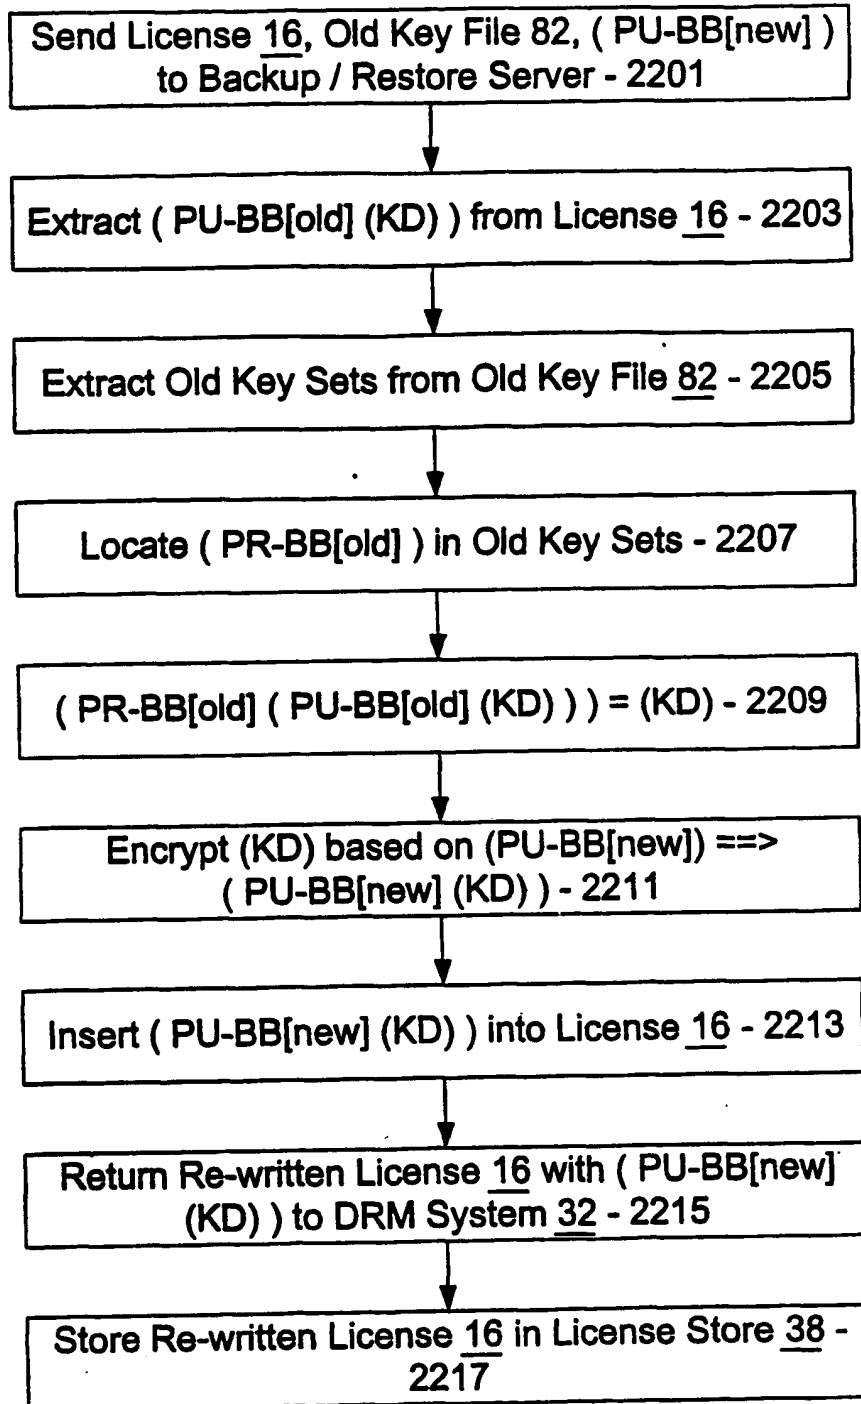 Send License 16, Old Key File 82, ( PU-BB[new] )
to Backup / Restore Server - 2201
Extract ( PU-BB[old] (KD) ) from License 16 - 2203
Extract Old Key Sets from Old Key File 82 - 2205
Locate ( PR-BB[old] ) in Old Key Sets - 2207
( PR-BB[old] ( PU-BB[old] (KD) ) ) = (KD) - 2209
Encrypt (KD) based on (PU-BB[new]) ==>
( PU-BB[new] (KD) ) - 2211
Insert ( PU-BB[new] (KD) ) into License 16 - 2213
Return Re-written License 16 with ( PU-BB[new]
(KD) ) to DRM System 32 - 2215
Store Re-written License 16 in License Store 38 -
2217